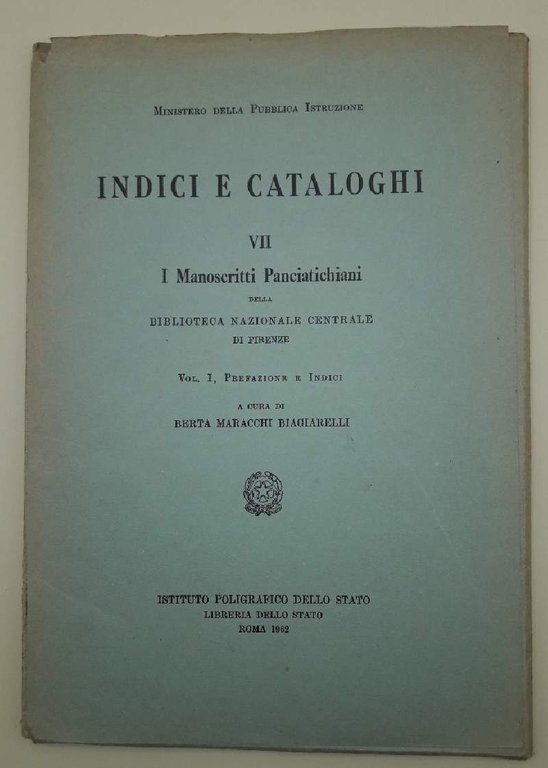 Ministero della Pubblica Istruzione
INDICI E CATALOGHI
VII
I Manoscritti Panciatichiani
DELLA
BIBLIOTECA NAZIONALE CENTRALE
DI FIRENZE
Vol. I, Prefazione e Indici
A CURA DI
BERTA MARACCHI BIAGIARELLI
ISTITUTO POLIGRAFICO DELLO STATO
LIBRERIA DELLO STATO
ROMA 1962